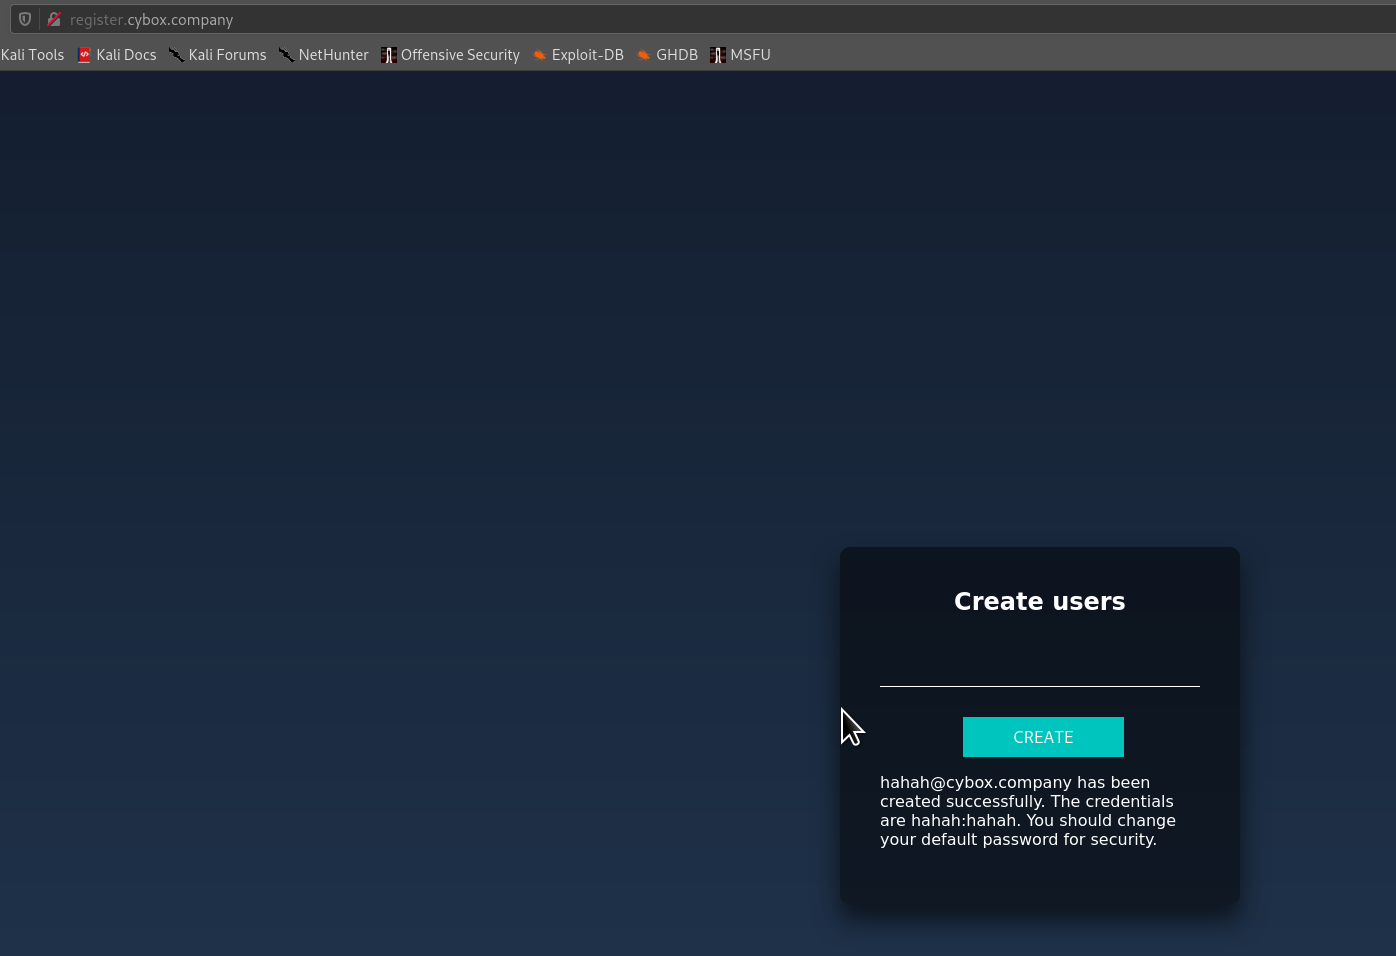 register.cybox.company
Kali Tools Kali Docs Kali Forums NetHunter Offensive Security Exploit-DB GHDB MSFU
Create users
CREATE
hahah@cybox.company has been
created successfully. The credentials
are hahah:hahah. You should change
your default password for security.